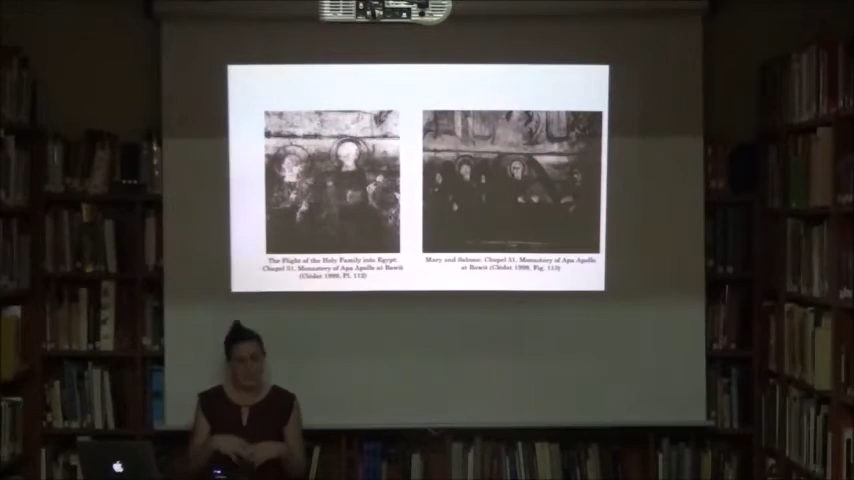 The Flight of the Holy Family into Egypt:
Chapel 51, Monastery of Apa Apollo at Bawit
(Clédat 1999, Pl. 112)
Mary and Salome: Chapel 51, Monastery of Apa Apollo
at Bawit (Clédat 1999, Fig. 113)